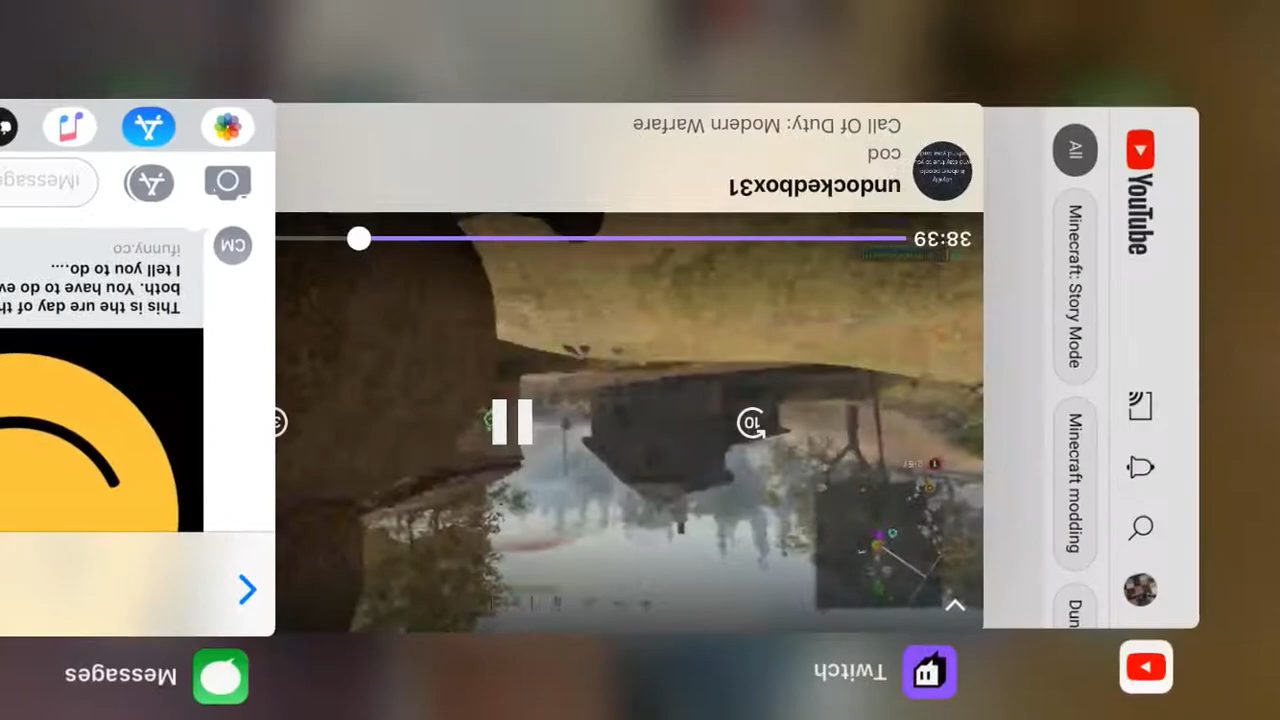 Messages
Twitch
38:39
undockedbox31
cod
Call Of Duty: Modern Warfare
10
This is the ure day of th
both. You have to do ev
I tell you to do....
ifunny.co
CM
iMessage
YouTube
All
Minecraft: Story Mode
Minecraft modding
Dun